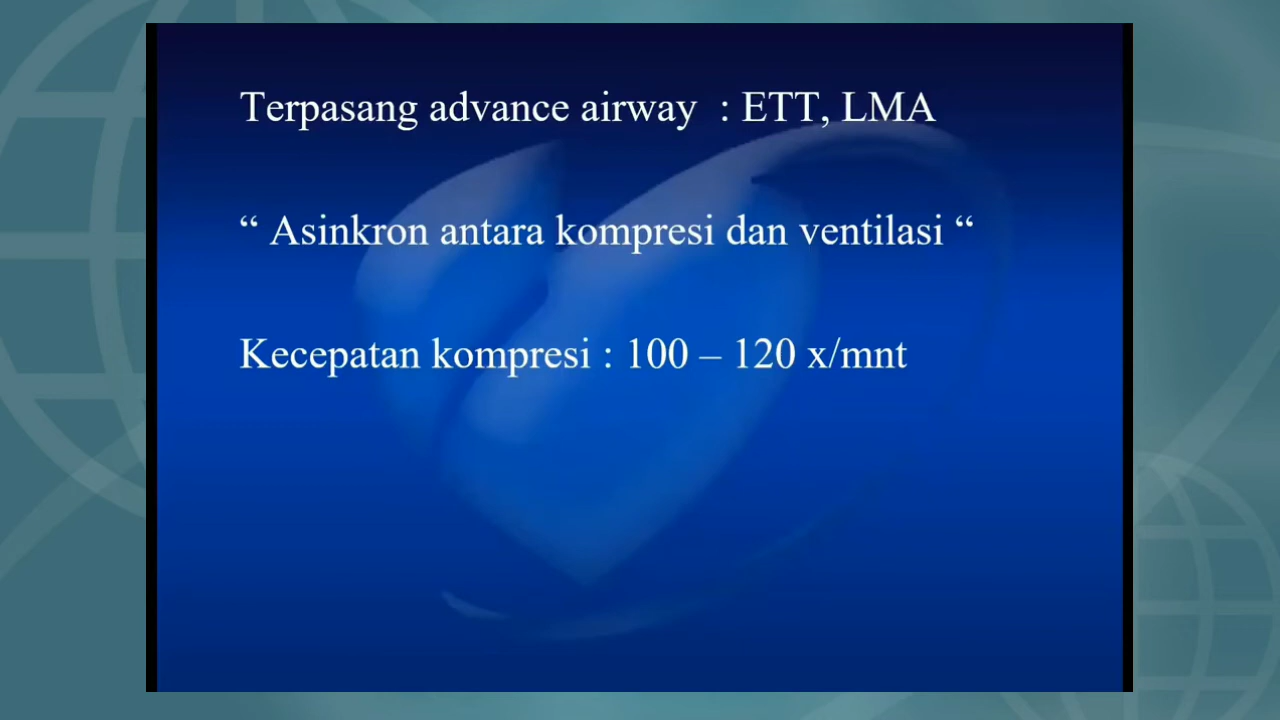 Terpasang advance airway : ETT, LMA
“ Asinkron antara kompresi dan ventilasi “
Kecepatan kompresi : 100 – 120 x/mnt